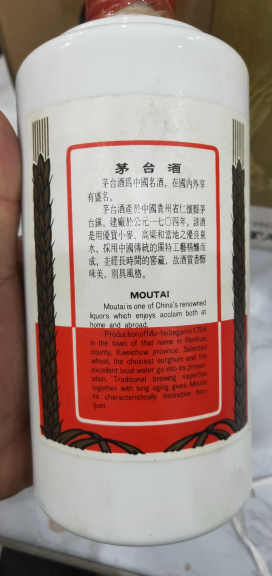 茅台酒
茅台酒為中國名酒，在國內外享
有盛名。
茅台酒產於中國貴州省仁懷縣茅
台鎮，建廠於公元一七〇四年。該酒
是用優質小麥、高粱和當地之優良泉
水，採用中國傳統的獨特工藝精釀而
成，並經長時間的窖藏，故酒質香醇
味美，別具風格。
MOUTAI
Moutai is one of China's renowned
liquors which enjoys acclaim both at
home and abroad.
Production of Moutai began in 1704
in the town of that name in Renhuai
county, Kweichow province. Selected
wheat, the choicest sorghum and the
excellent local water go into its prepar-
ation. Traditional brewing expertise
together with long aging gives Moutai
its characteristically distinctive bou-
quet.